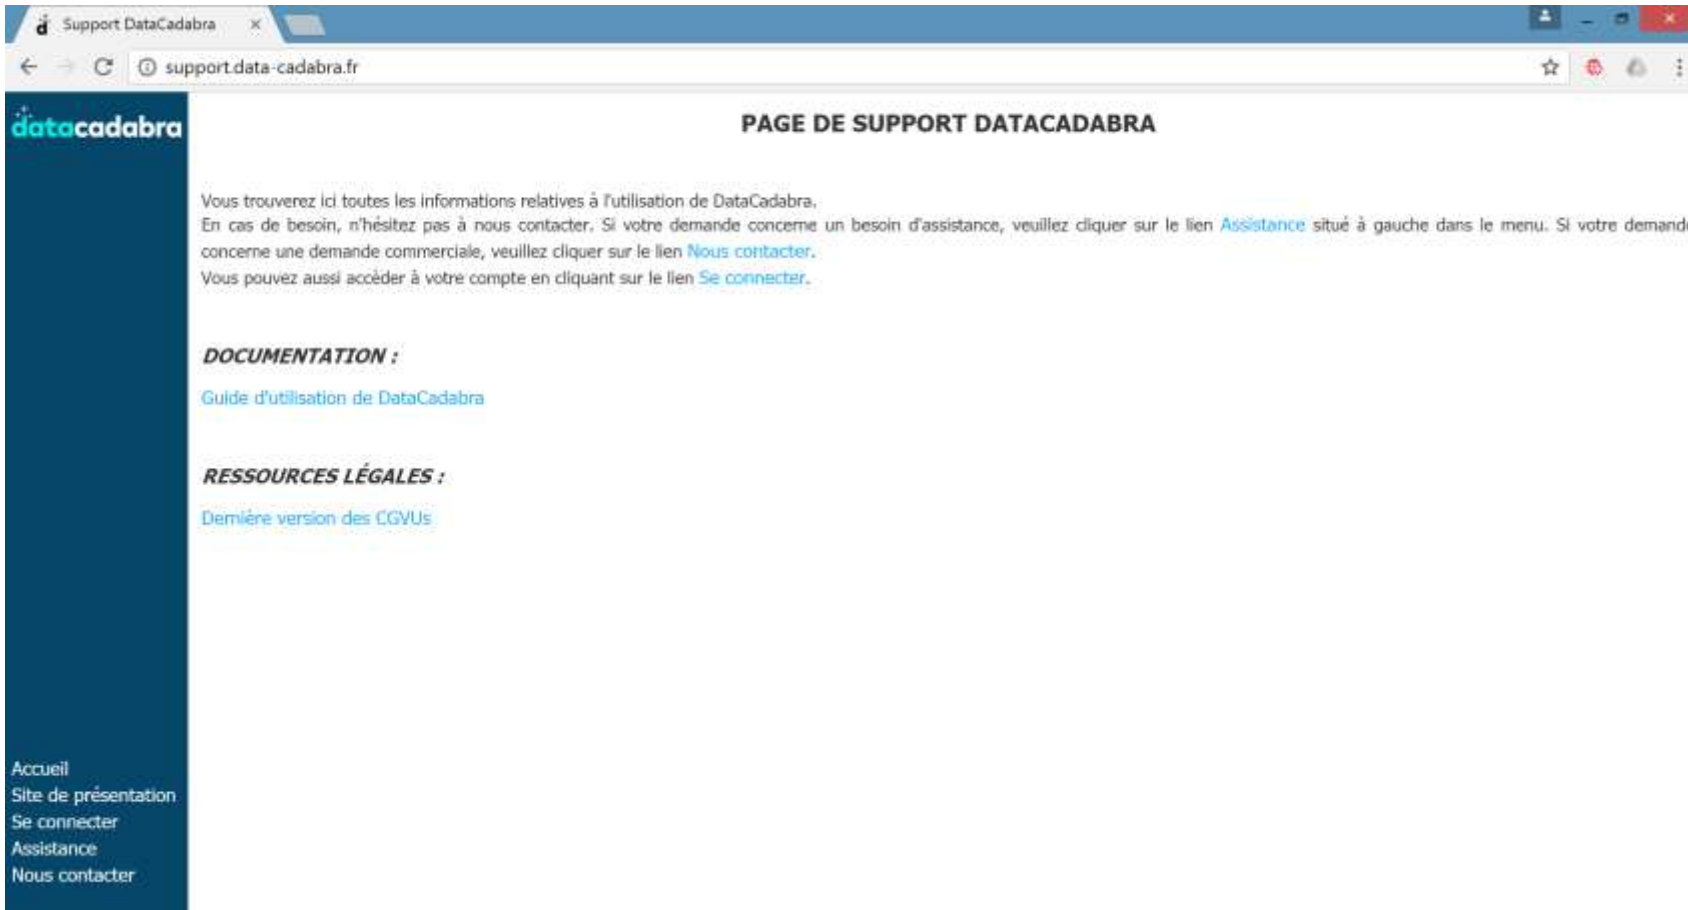 Support DataCadabra
support.data-cadabra.fr
datacadabra
PAGE DE SUPPORT DATACADABRA
Vous trouverez ici toutes les informations relatives à l'utilisation de DataCadabra.
En cas de besoin, n'hésitez pas à nous contacter. Si votre demande concerne un besoin d'assistance, veuillez cliquer sur le lien Assistance situé à gauche dans le menu. Si votre demande
concerne une demande commerciale, veuillez cliquer sur le lien Nous contacter.
Vous pouvez aussi accéder à votre compte en cliquant sur le lien Se connecter.
DOCUMENTATION :
Guide d'utilisation de DataCadabra
RESSOURCES LÉGALES :
Dernière version des CGVUs
Accueil
Site de présentation
Se connecter
Assistance
Nous contacter